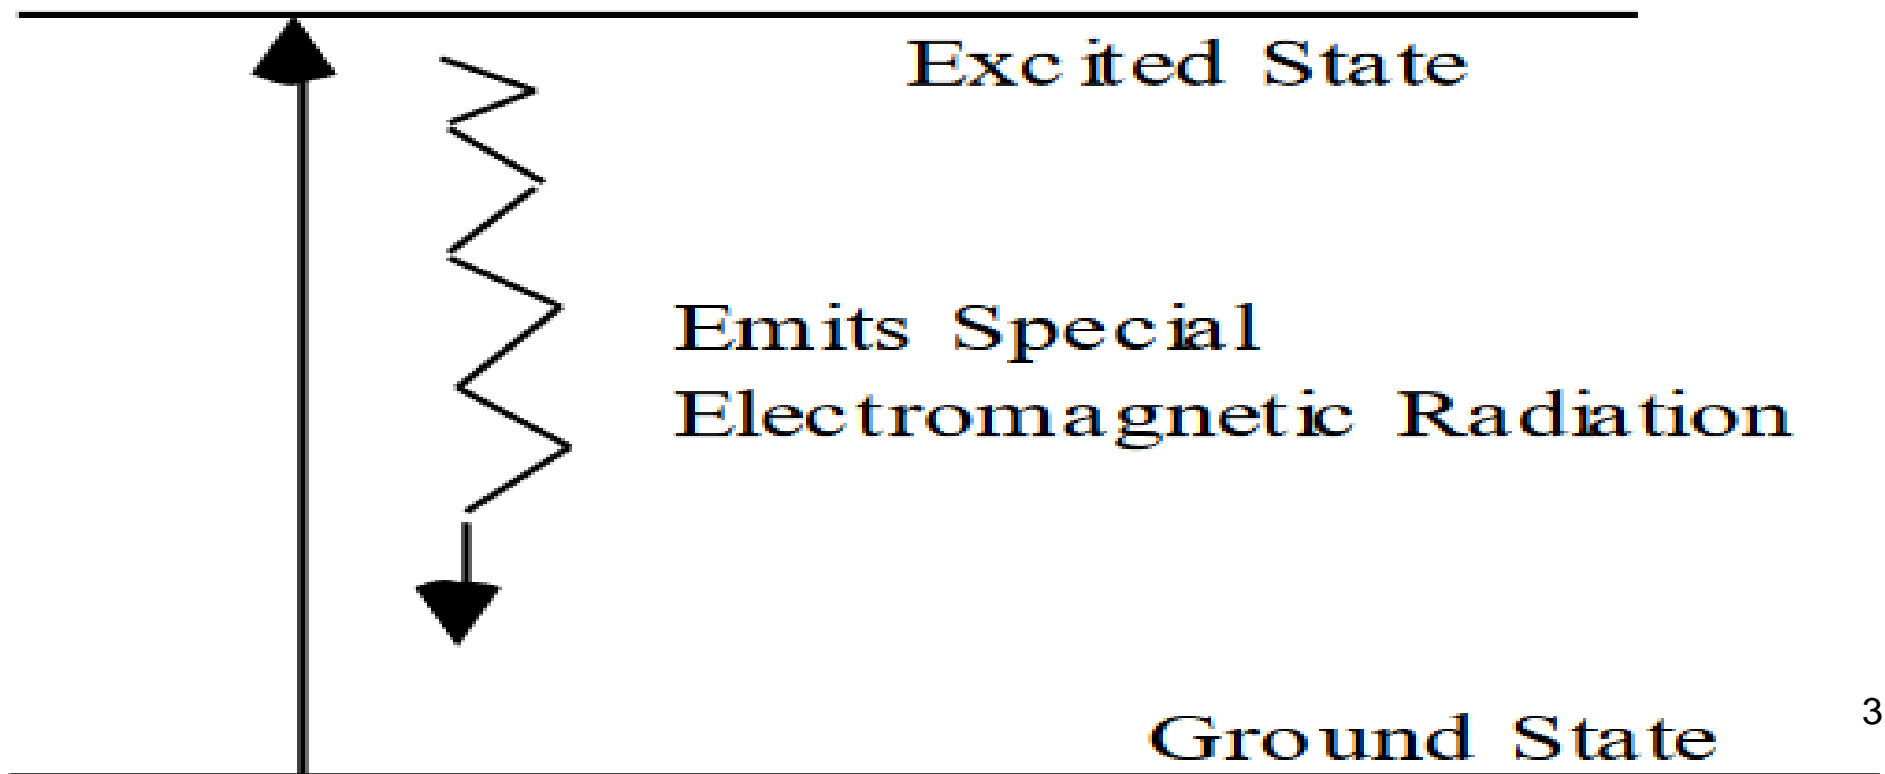 Excited State
Emits Special
Electromagnetic Radiation
3
Ground State